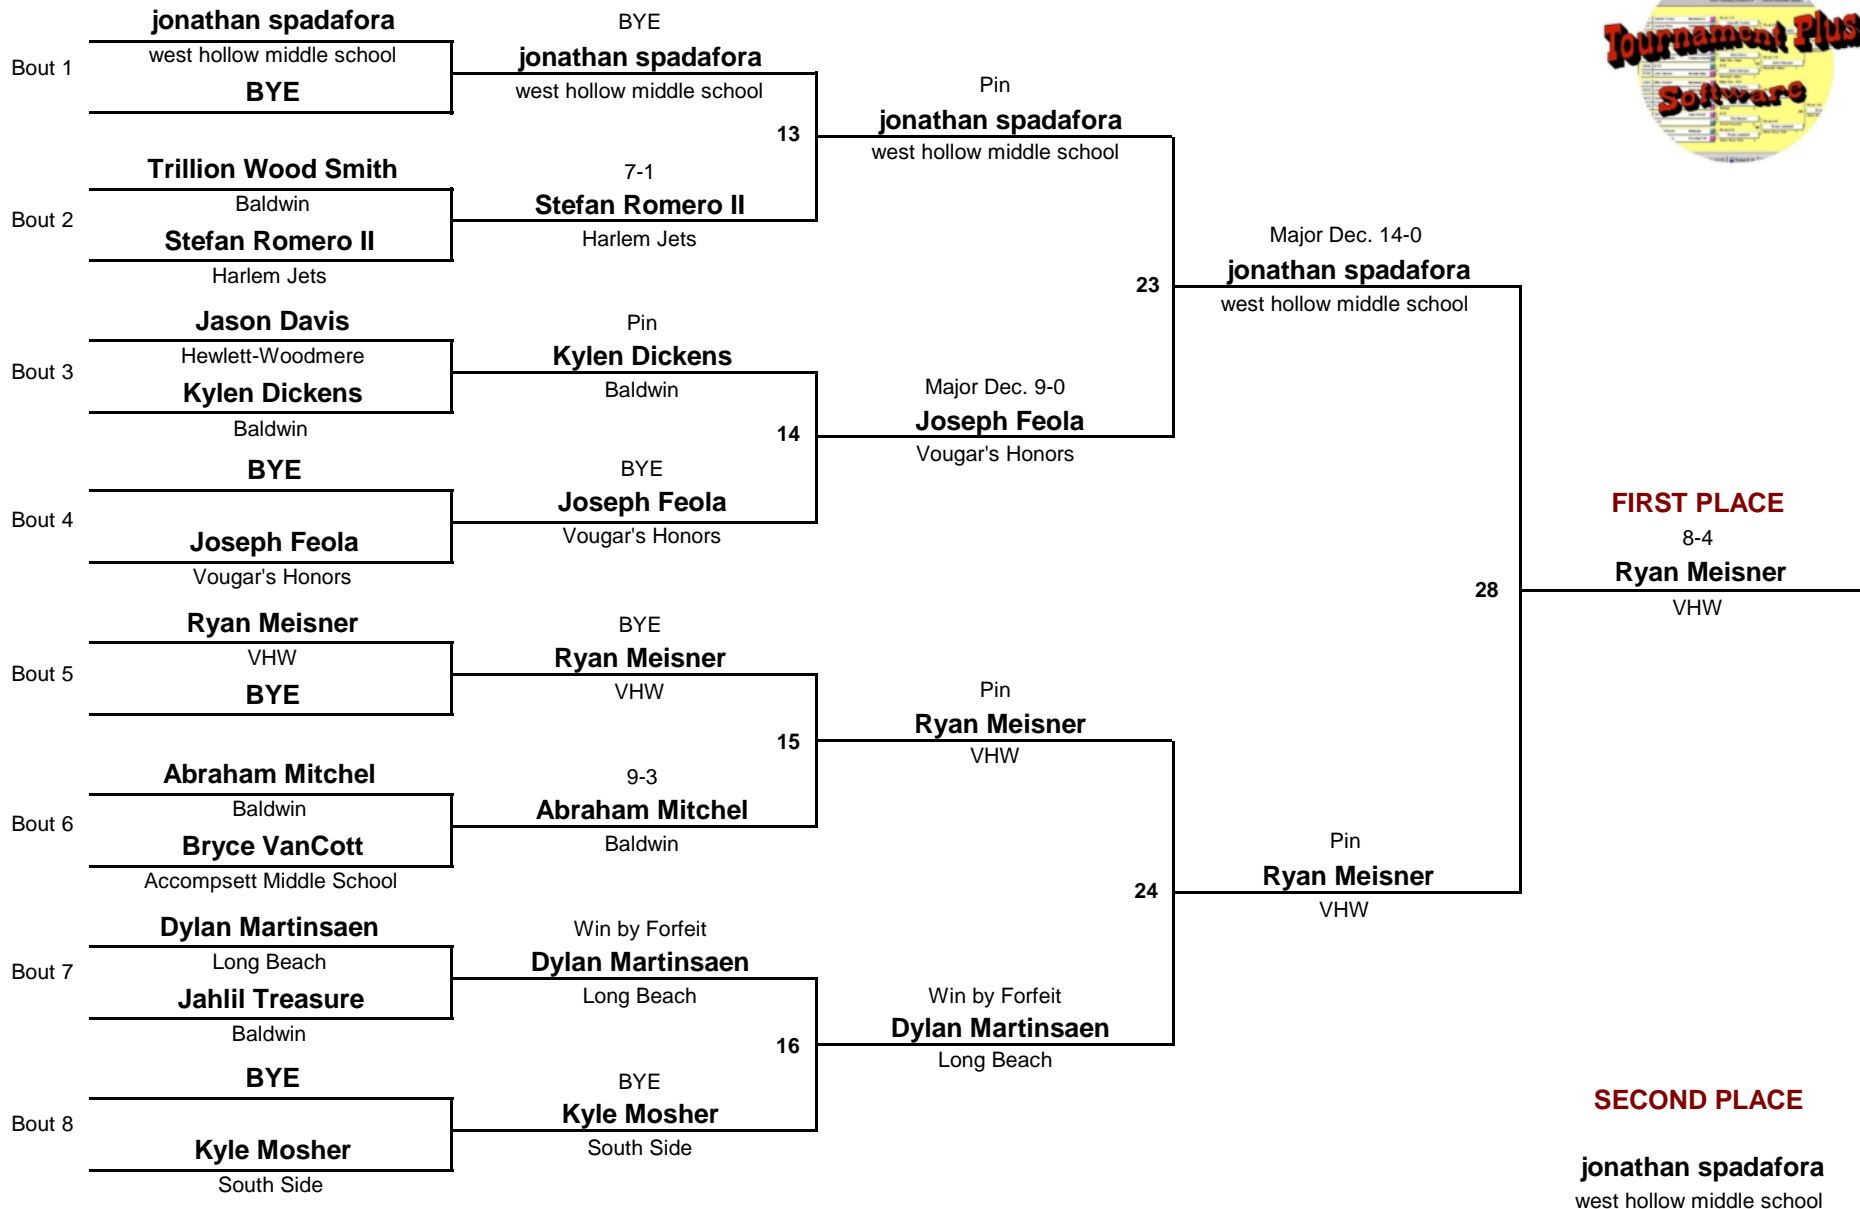 Tournament Plus
Software
Bout 1
jonathan spadafora
west hollow middle school
BYE
Bout 2
Trillion Wood Smith
Baldwin
Stefan Romero II
Harlem Jets
Bout 3
Jason Davis
Hewlett-Woodmere
Kylen Dickens
Baldwin
Bout 4
BYE
Joseph Feola
Vougar's Honors
Bout 5
Ryan Meisner
VHW
BYE
Bout 6
Abraham Mitchel
Baldwin
Bryce VanCott
Accompsett Middle School
Bout 7
Dylan Martinsaen
Long Beach
Jahlil Treasure
Baldwin
Bout 8
BYE
Kyle Mosher
South Side
BYE
jonathan spadafora
west hollow middle school
13
7-1
Stefan Romero II
Harlem Jets
Pin
Kylen Dickens
Baldwin
14
BYE
Joseph Feola
Vougar's Honors
BYE
Ryan Meisner
VHW
15
9-3
Abraham Mitchel
Baldwin
Win by Forfeit
Dylan Martinsaen
Long Beach
16
BYE
Kyle Mosher
South Side
Pin
jonathan spadafora
west hollow middle school
23
Major Dec. 9-0
Joseph Feola
Vougar's Honors
Pin
Ryan Meisner
VHW
24
Win by Forfeit
Dylan Martinsaen
Long Beach
Major Dec. 14-0
jonathan spadafora
west hollow middle school
28
Pin
Ryan Meisner
VHW
FIRST PLACE
8-4
Ryan Meisner
VHW
SECOND PLACE
jonathan spadafora
west hollow middle school